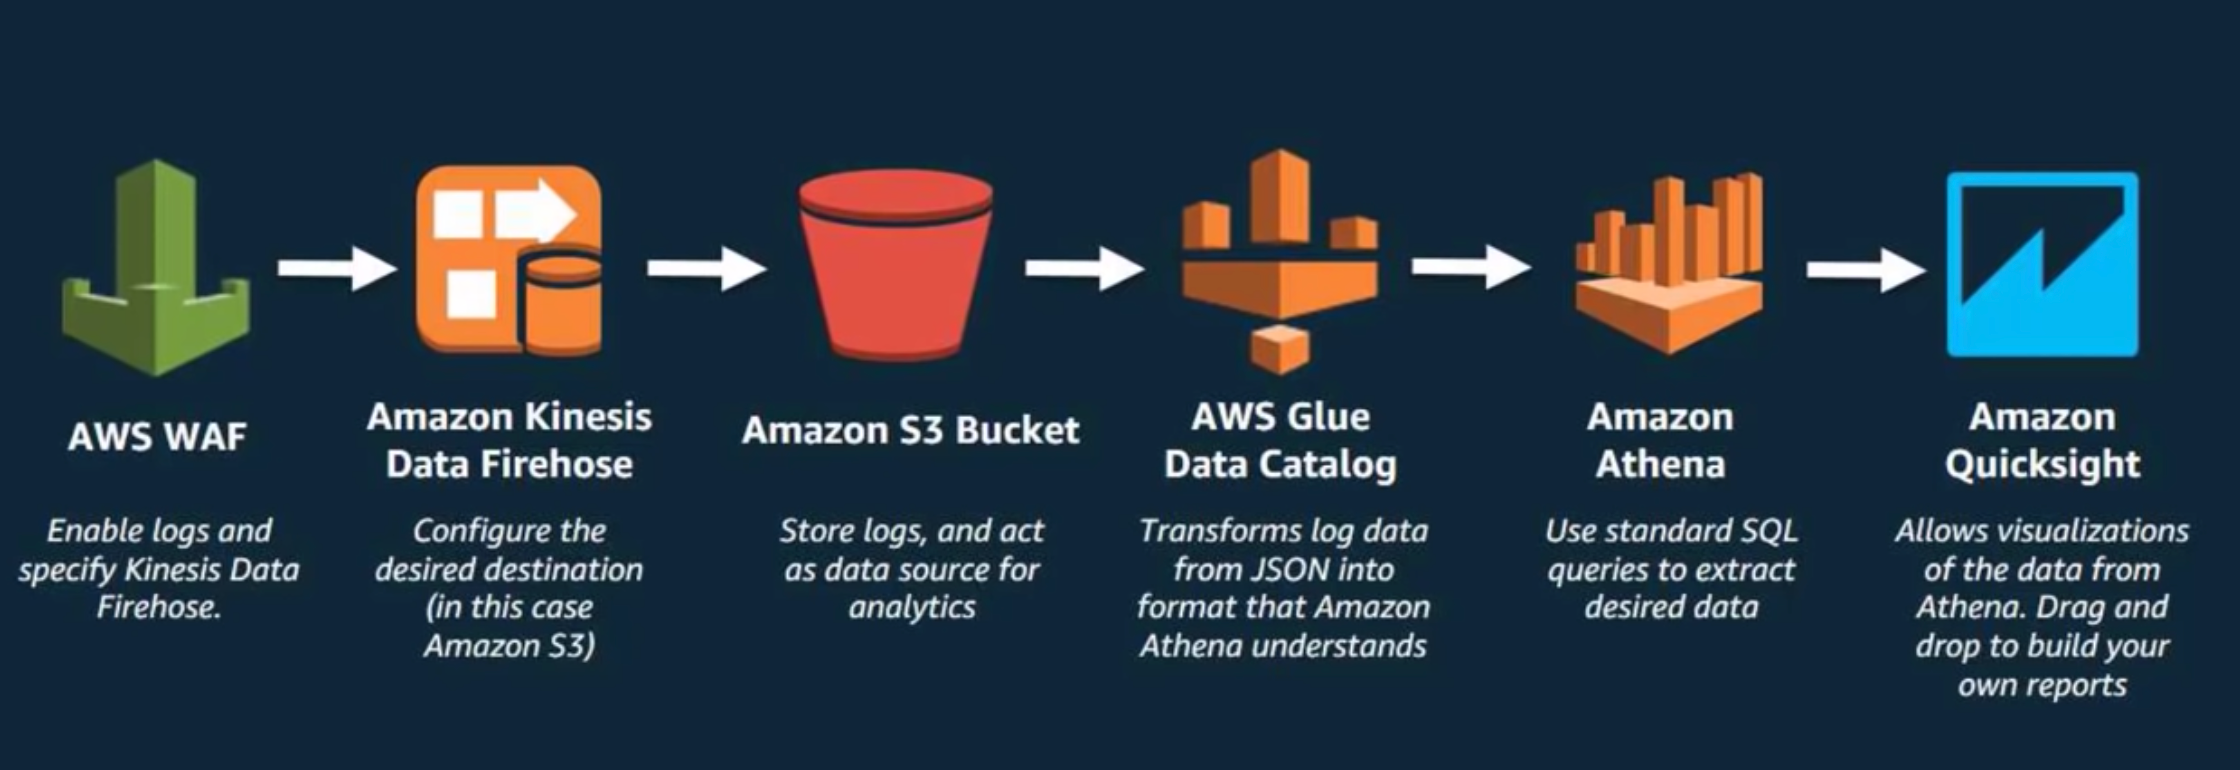 AWS WAF
Enable logs and
specify Kinesis Data
Firehose.
Amazon Kinesis
Data Firehose
Configure the
desired destination
(in this case
Amazon S3)
Amazon S3 Bucket
Store logs, and act
as data source for
analytics
AWS Glue
Data Catalog
Transforms log data
from JSON into
format that Amazon
Athena understands
Amazon
Athena
Use standard SQL
queries to extract
desired data
Amazon
Quicksight
Allows visualizations
of the data from
Athena. Drag and
drop to build your
own reports